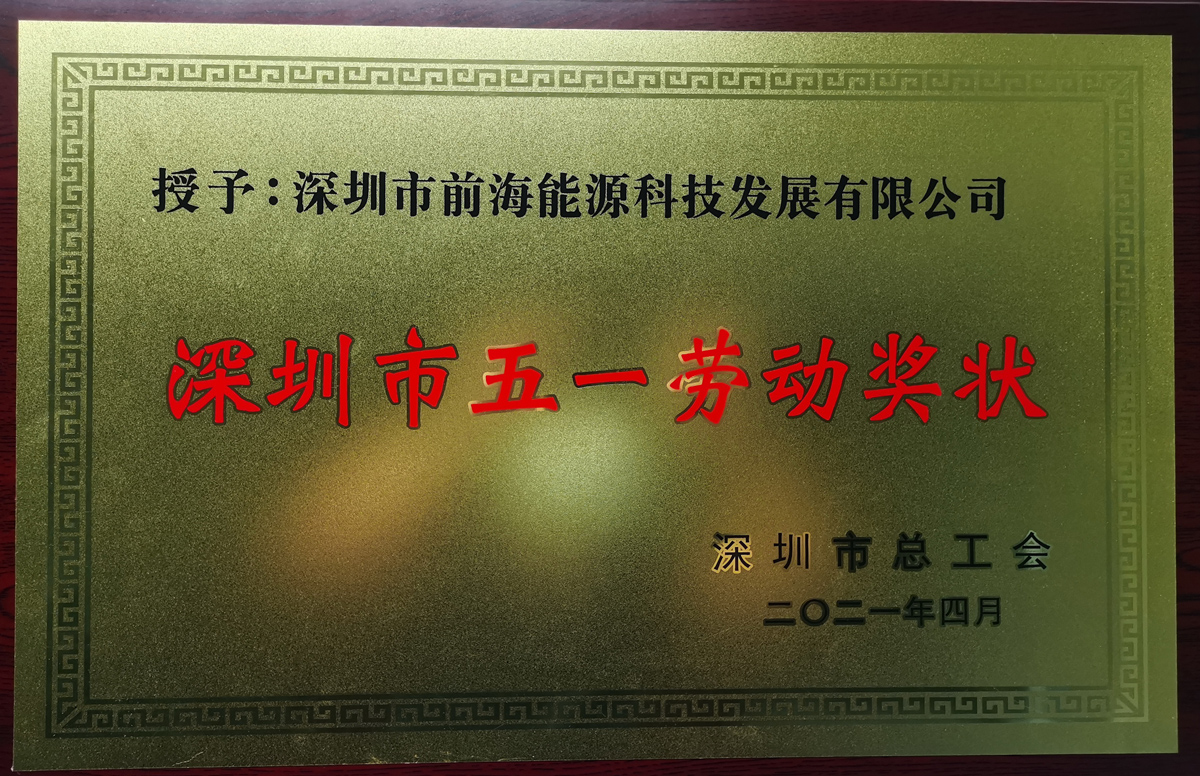 授予：深圳市前海能源科技发展有限公司
深圳市五一劳动奖状
深圳市总工会
二〇二一年四月